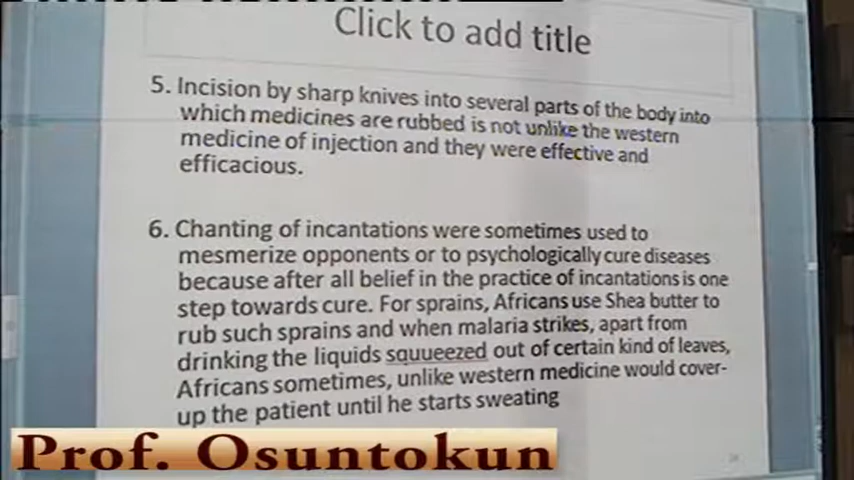 Click to add title
5. Incision by sharp knives into several parts of the body into
which medicines are rubbed is not unlike the western
medicine of injection and they were effective and
efficacious.
6. Chanting of incantations were sometimes used to
mesmerize opponents or to psychologically cure diseases
because after all belief in the practice of incantations is one
step towards cure. For sprains, Africans use Shea butter to
rub such sprains and when malaria strikes, apart from
drinking the liquids squueezed out of certain kind of leaves,
Africans sometimes, unlike western medicine would cover-
up the patient until he starts sweating
Prof. Osuntokun